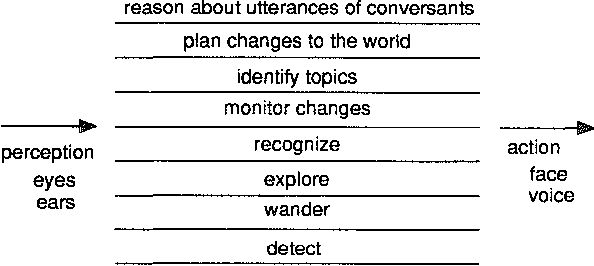 reason about utterances of conversants
plan changes to the world
identify topics
monitor changes
recognize
explore
wander
detect
perception
eyes
ears
action
face
voice